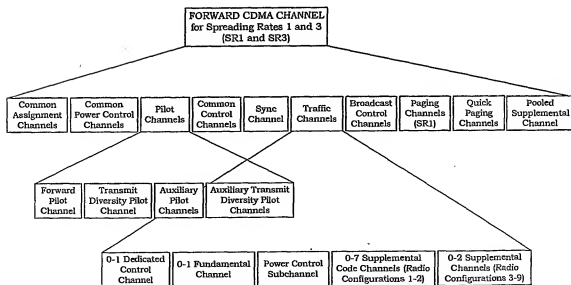 FORWARD CDMA CHANNEL
for Spreading Rates 1 and 3
(SR1 and SR3)
Common
Assignment
Channels
Common
Power Control
Channels
Pilot
Channels
Common
Control
Channels
Sync
Channel
Traffic
Channels
Broadcast
Control
Channels
Paging
Channels
(SR1)
Quick
Paging
Channels
Pooled
Supplemental
Channel
Forward
Pilot
Channel
Transmit
Diversity Pilot
Channel
Auxiliary
Pilot
Channels
Auxiliary Transmit
Diversity Pilot
Channels
0-1 Dedicated
Control
Channel
0-1 Fundamental
Channel
Power Control
Subchannel
0-7 Supplemental
Code Channels (Radio
Configurations 1-2)
0-2 Supplemental
Channels (Radio
Configurations 3-9)